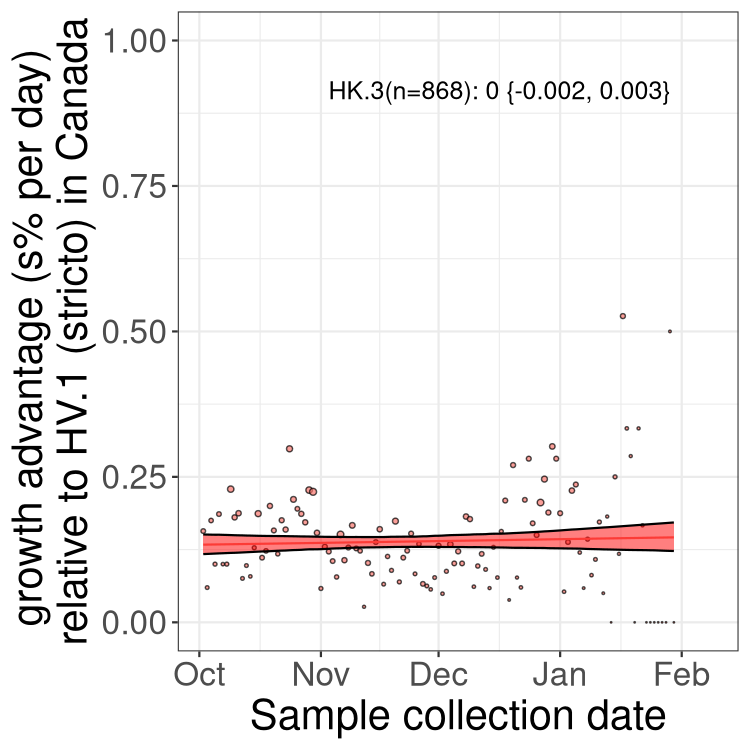 growth advantage (s% per day)
relative to HV.1 (stricto) in Canada
1.00
0.75
0.50
0.25
0.00
HK.3(n=868): 0 {-0.002, 0.003}
Oct Nov Dec Jan Feb
Sample collection date